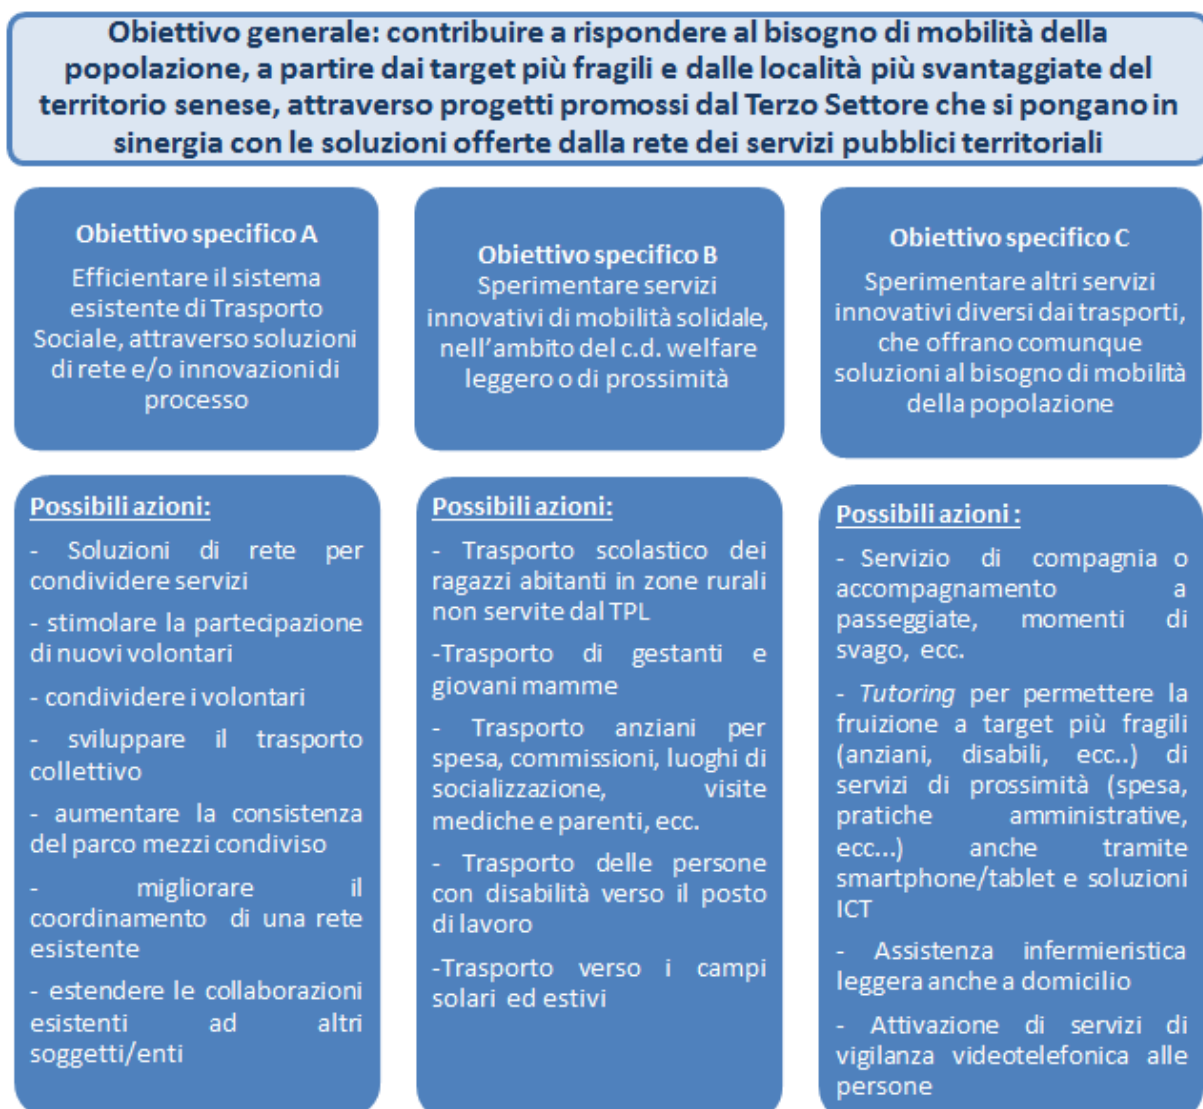 Obiettivo generale: contribuire a rispondere al bisogno di mobilità della
popolazione, a partire dai target più fragili e dalle località più svantaggiate del
territorio senese, attraverso progetti promossi dal Terzo Settore che si pongano in
sinergia con le soluzioni offerte dalla rete dei servizi pubblici territoriali
Obiettivo specifico A
Efficientare il sistema
esistente di Trasporto
Sociale, attraverso soluzioni
di rete e/o innovazioni di
processo
Obiettivo specifico B
Sperimentare servizi
innovativi di mobilità solidale,
nell'ambito del c.d. welfare
leggero o di prossimità
Obiettivo specifico C
Sperimentare altri servizi
innovativi diversi dai trasporti,
che offrano comunque
soluzioni al bisogno di mobilità
della popolazione
Possibili azioni:
- Soluzioni di rete per
condividere servizi
- stimolare la partecipazione
di nuovi volontari
- condividere i volontari
- sviluppare il trasporto
collettivo
- aumentare la consistenza
del parco mezzi condiviso
- migliorare il
coordinamento di una rete
esistente
- estendere le collaborazioni
esistenti ad altri
soggetti/enti
Possibili azioni:
- Trasporto scolastico dei
ragazzi abitanti in zone rurali
non servite dal TPL
-Trasporto di gestanti e
giovani mamme
- Trasporto anziani per
spesa, commissioni, luoghi di
socializzazione, visite
mediche e parenti, ecc.
- Trasporto delle persone
con disabilità verso il posto
di lavoro
-Trasporto verso i campi
solari ed estivi
Possibili azioni :
- Servizio di compagnia o
accompagnamento a
passeggiate, momenti di
svago, ecc.
- Tutoring per permettere la
fruizione a target più fragili
(anziani, disabili, ecc..) di
servizi di prossimità (spesa,
pratiche amministrative,
ecc...) anche tramite
smartphone/tablet e soluzioni
ICT
- Assistenza infermieristica
leggera anche a domicilio
- Attivazione di servizi di
vigilanza videotelefonica alle
persone